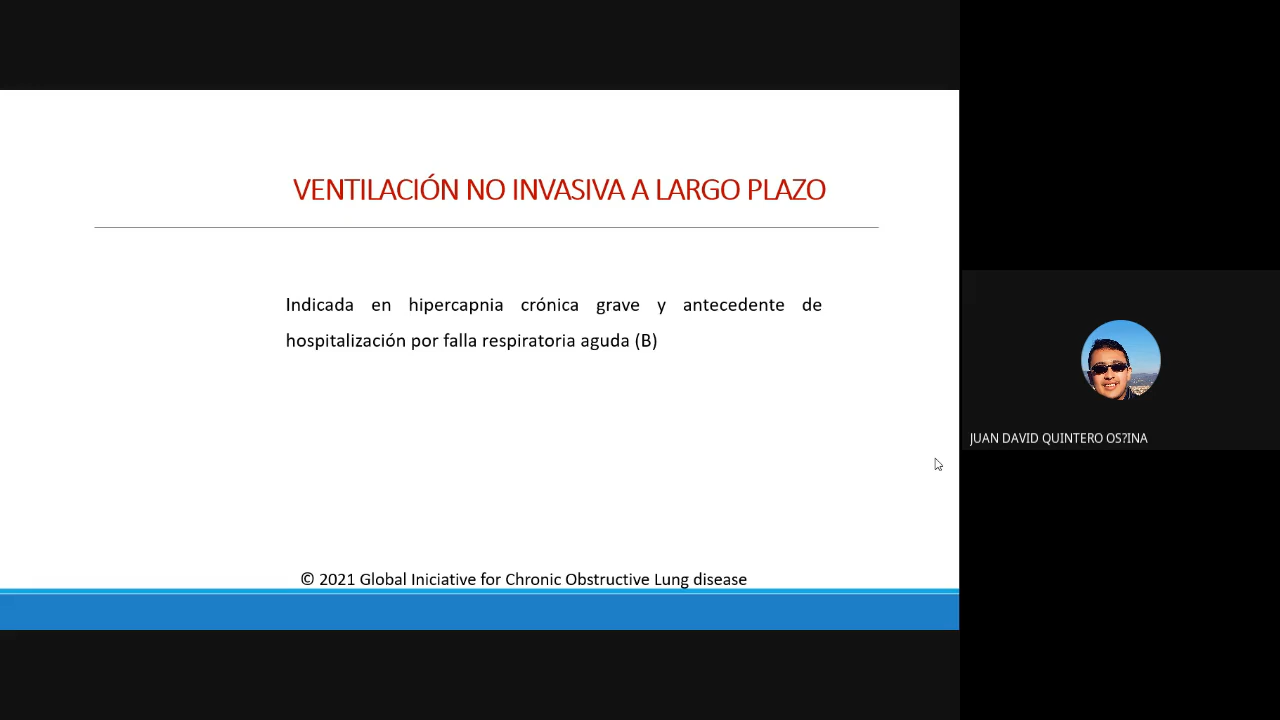 VENTILACIÓN NO INVASIVA A LARGO PLAZO
Indicada en hipercapnia crónica grave y antecedente de
hospitalización por falla respiratoria aguda (B)
© 2021 Global Iniciative for Chronic Obstructive Lung disease
JUAN DAVID QUINTERO OS?INA